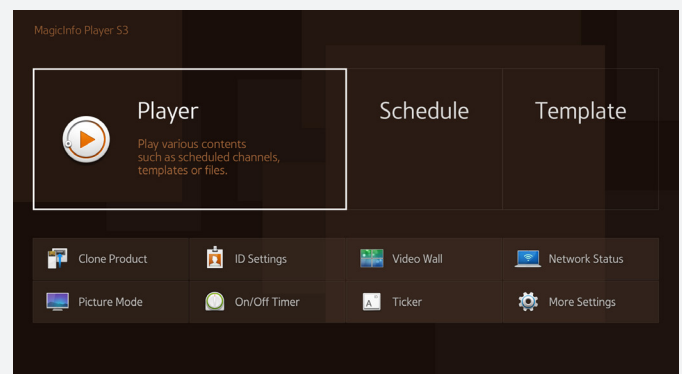 MagicInfo Player S3
Player
Play various contents
such as scheduled channels,
templates or files.
Schedule
Template
Clone Product
ID Settings
Video Wall
Network Status
Picture Mode
On/Off Timer
A
Ticker
More Settings